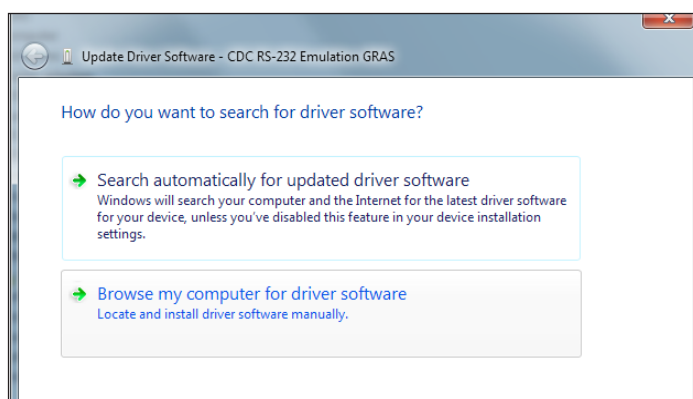 Update Driver Software - CDC RS-232 Emulation GRAS
How do you want to search for driver software?
Search automatically for updated driver software
Windows will search your computer and the Internet for the latest driver software
for your device, unless you've disabled this feature in your device installation
settings.
Browse my computer for driver software
Locate and install driver software manually.